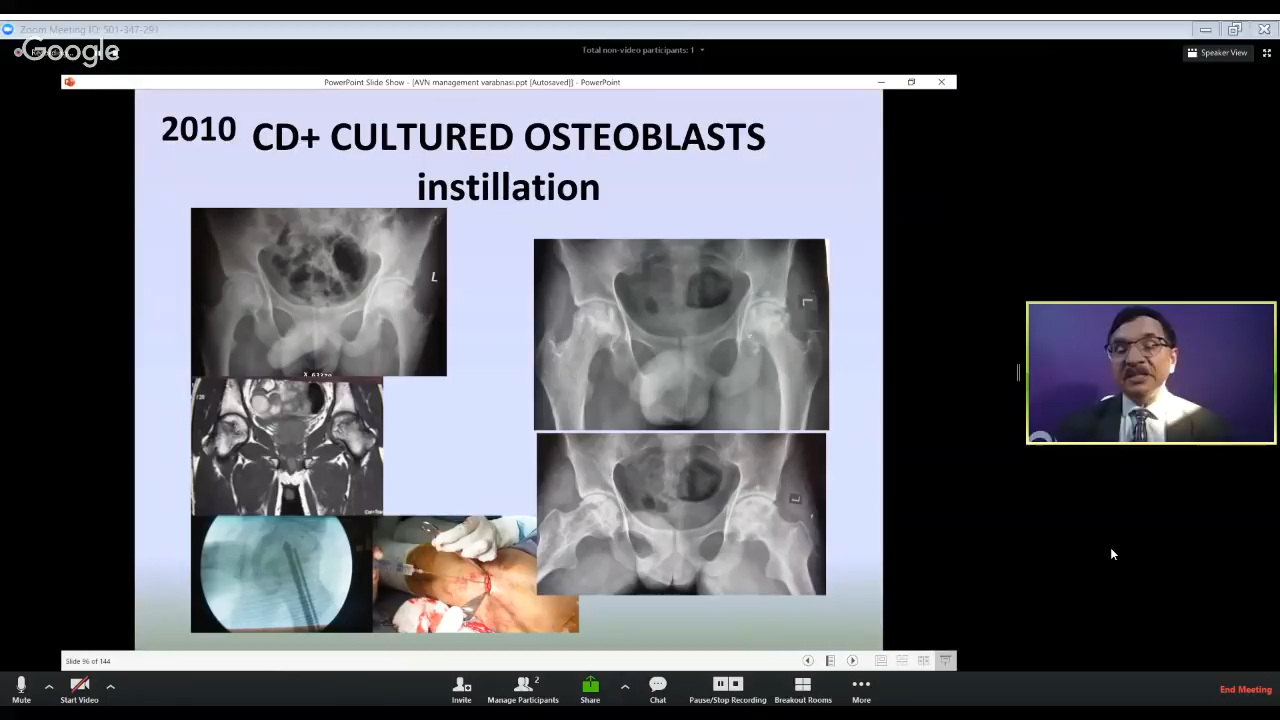 Zoom Meeting ID: 501-347-291
Google
Total non-video participants: 1
Speaker View
PowerPoint Slide Show - [AVN management varabnasi.ppt [Autosaved]] - PowerPoint
2010 CD+ CULTURED OSTEOBLASTS
instillation
L
L
L
Slide 96 of 144
Mute
Start Video
Invite
2
Manage Participants
Share
Chat
Pause/Stop Recording
Breakout Rooms
More
End Meeting